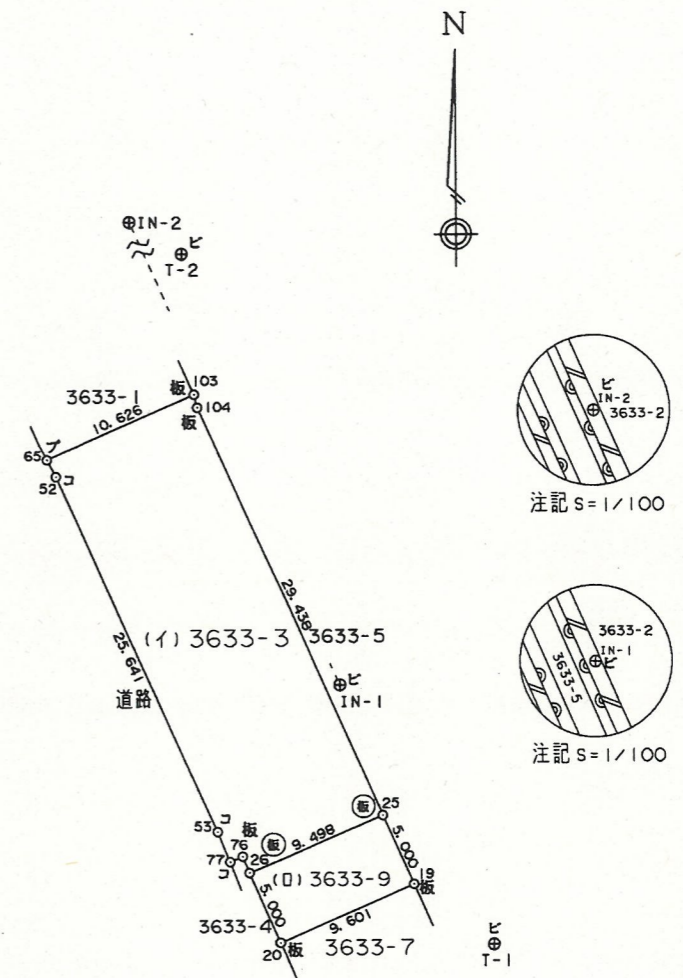 N
⊕IN-2
ビ
T-2
3633-1
板
103
104
板
10.626
プ
65
52
コ
ビ
IN-2
3633-2
注記 S=1/100
29.438
(イ) 3633-3
3633-5
25.641
道路
ビ
IN-1
3633-2
IN-1
ビ
3633-5
注記 S=1/100
コ
53
板
76
板
板
25
77
コ
26
9.498
5.000
(ロ) 3633-9
5.000
19
板
3633-4
20
板
9.601
3633-7
ビ
T-1